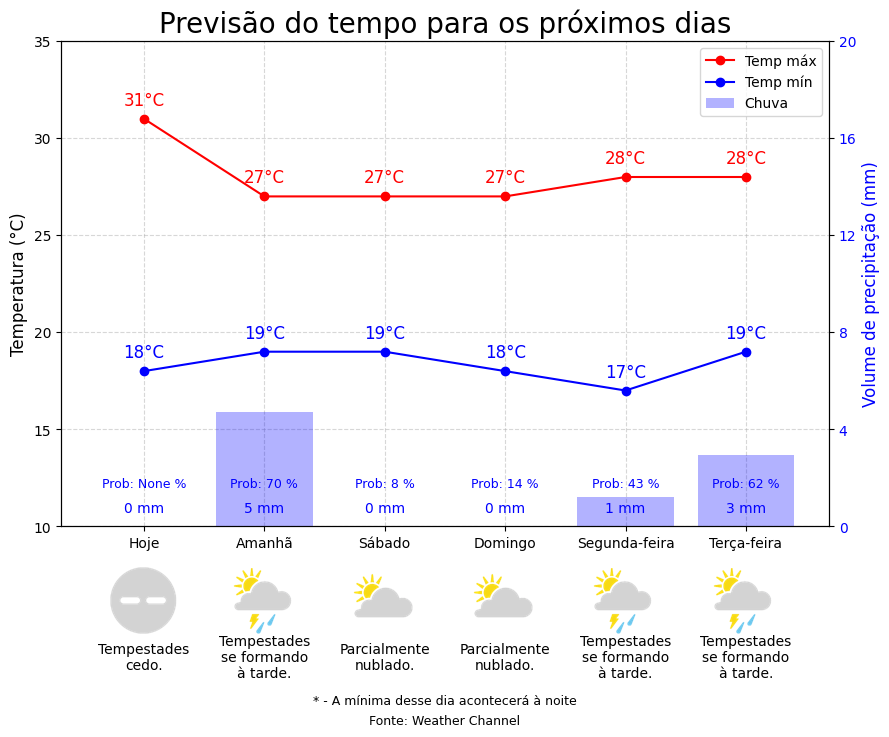 Previsão do tempo para os próximos dias
Temperatura (°C)
Volume de precipitação (mm)
35
30
25
20
15
10
20
16
12
8
4
0
Temp máx
Temp mín
Chuva
31°C
27°C
27°C
27°C
28°C
28°C
18°C
19°C
19°C
18°C
17°C
19°C
Prob: None %
Prob: 70 %
Prob: 8 %
Prob: 14 %
Prob: 43 %
Prob: 62 %
0 mm
5 mm
0 mm
0 mm
1 mm
3 mm
Hoje
Amanhã
Sábado
Domingo
Segunda-feira
Terça-feira
Tempestades
cedo.
Tempestades
se formando
à tarde.
Parcialmente
nublado.
Parcialmente
nublado.
Tempestades
se formando
à tarde.
Tempestades
se formando
à tarde.
* - A mínima desse dia acontecerá à noite
Fonte: Weather Channel